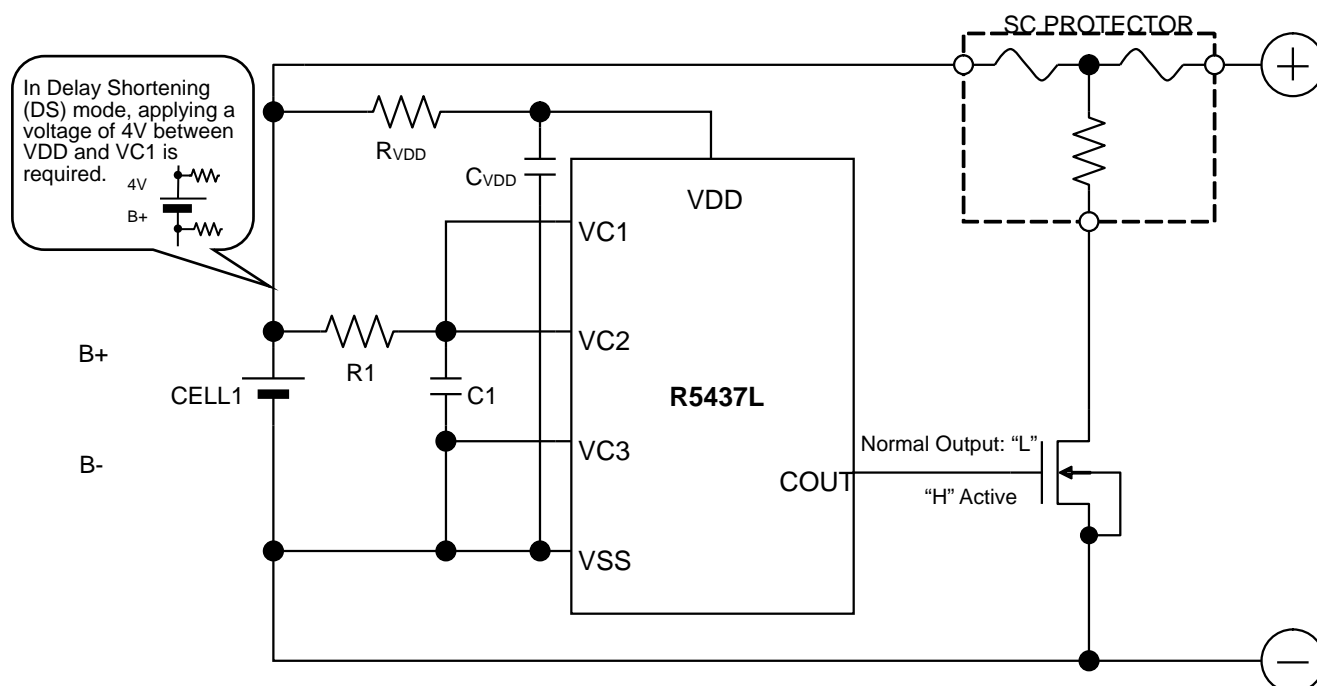 SC PROTECTOR
+
In Delay Shortening
(DS) mode, applying a
voltage of 4V between
VDD and VC1 is
required.
4V
B+
RVDD
CVDD
VDD
VC1
R1
VC2
B+
CELL1
C1
R5437L
B-
VC3
Normal Output: “L”
COUT
“H” Active
VSS
−